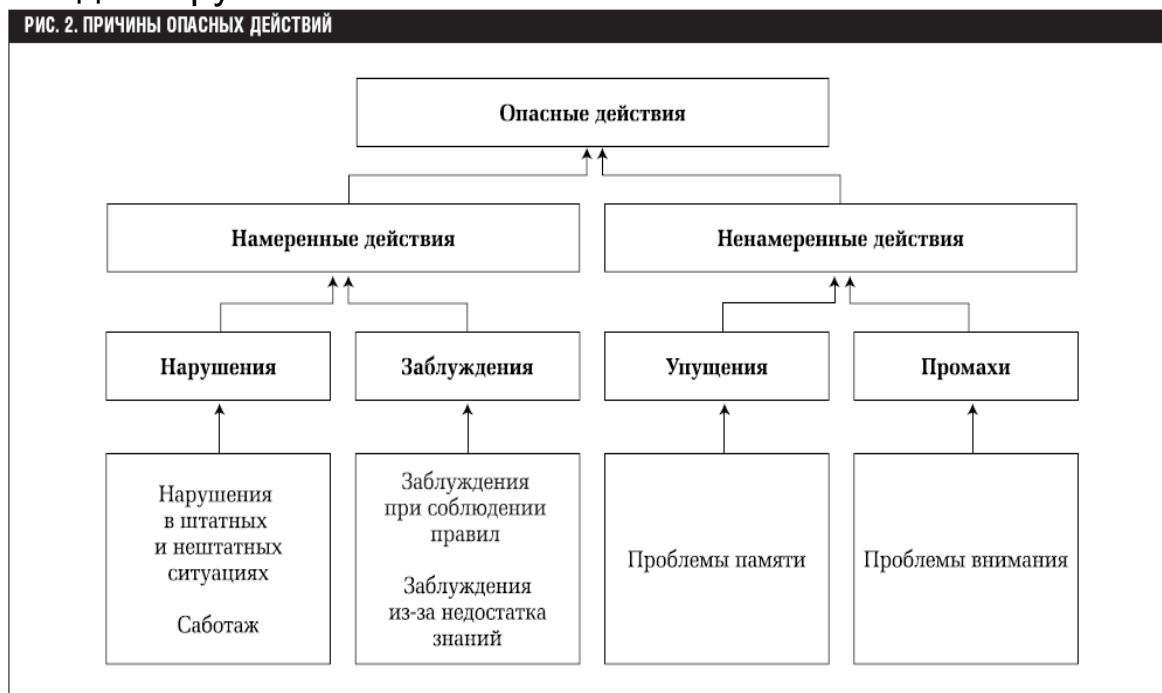 РИС. 2. ПРИЧИНЫ ОПАСНЫХ ДЕЙСТВИЙ
Опасные действия
Намеренные действия
Ненамеренные действия
Нарушения
Заблуждения
Упущения
Промахи
Нарушения
в штатных
и нештатных
ситуациях
Саботаж
Заблуждения
при соблюдении
правил
Заблуждения
из-за недостатка
знаний
Проблемы памяти
Проблемы внимания